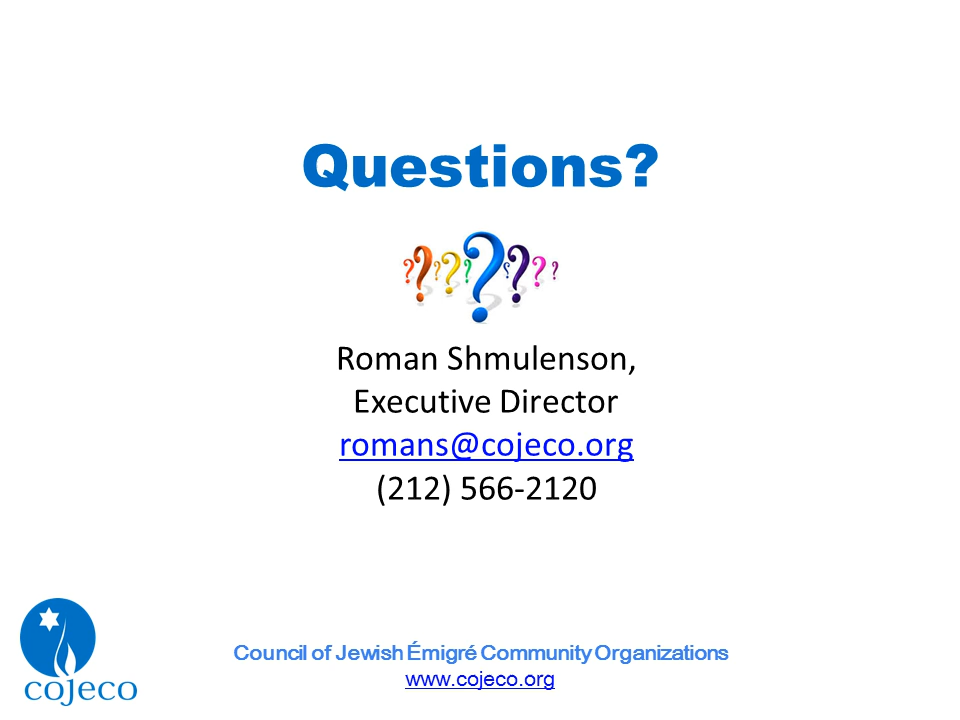 Questions?
Roman Shmulenson,
Executive Director
romans@cojeco.org
(212) 566-2120
cojeco
Council of Jewish Émigré Community Organizations
www.cojeco.org